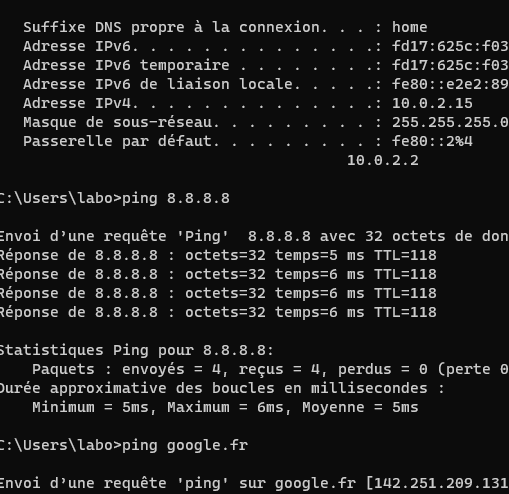 Suffixe DNS propre à la connexion. . . : home
Adresse IPv6. . . . . . . . . . . . . .: fd17:625c:f03
Adresse IPv6 temporaire . . . . . . . .: fd17:625c:f03
Adresse IPv6 de liaison locale. . . . .: fe80::e2e2:89
Adresse IPv4. . . . . . . . . . . . . .: 10.0.2.15
Masque de sous-réseau. . . . . . . . . : 255.255.255.0
Passerelle par défaut. . . . . . . . . : fe80::2%4
10.0.2.2
C:\Users\labo>ping 8.8.8.8
Envoi d’une requête 'Ping'  8.8.8.8 avec 32 octets de don
Réponse de 8.8.8.8 : octets=32 temps=5 ms TTL=118
Réponse de 8.8.8.8 : octets=32 temps=6 ms TTL=118
Réponse de 8.8.8.8 : octets=32 temps=6 ms TTL=118
Réponse de 8.8.8.8 : octets=32 temps=6 ms TTL=118
Statistiques Ping pour 8.8.8.8:
Paquets : envoyés = 4, reçus = 4, perdus = 0 (perte 0
Durée approximative des boucles en millisecondes :
Minimum = 5ms, Maximum = 6ms, Moyenne = 5ms
C:\Users\labo>ping google.fr
Envoi d’une requête 'ping' sur google.fr [142.251.209.131